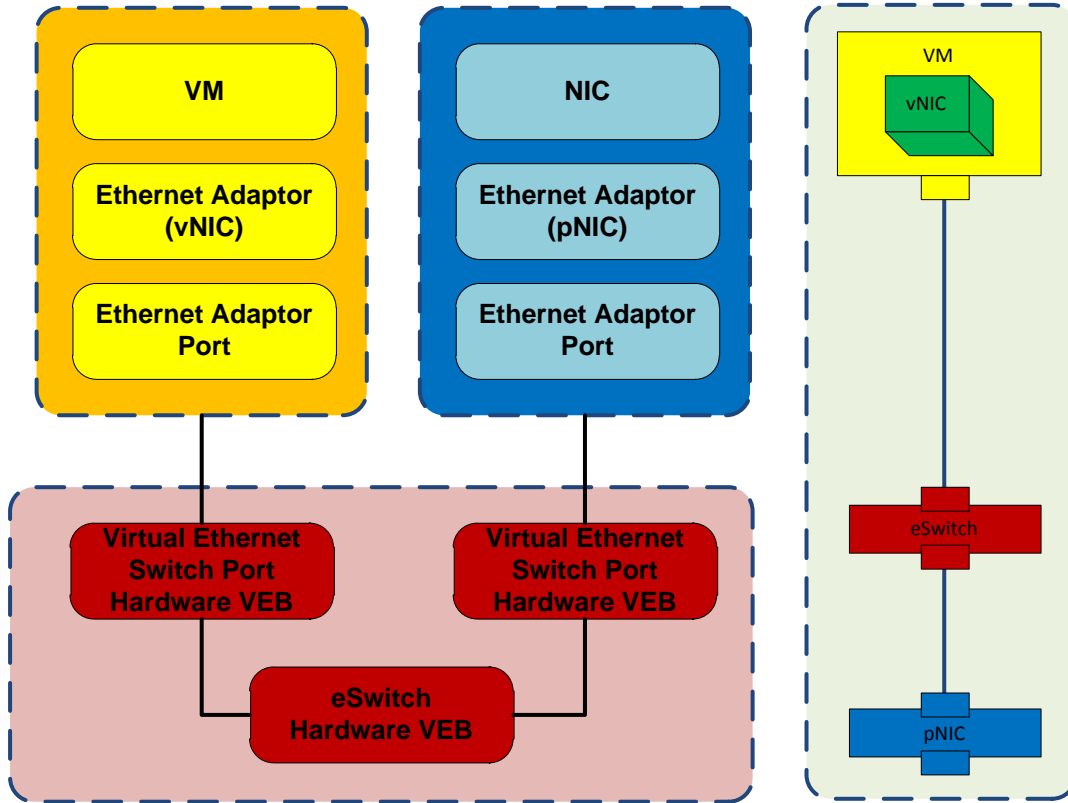 VM
Ethernet Adaptor
(vNIC)
Ethernet Adaptor
Port
NIC
Ethernet Adaptor
(pNIC)
Ethernet Adaptor
Port
Virtual Ethernet
Switch Port
Hardware VEB
Virtual Ethernet
Switch Port
Hardware VEB
eSwitch
Hardware VEB
VM
vNIC
eSwitch
pNIC